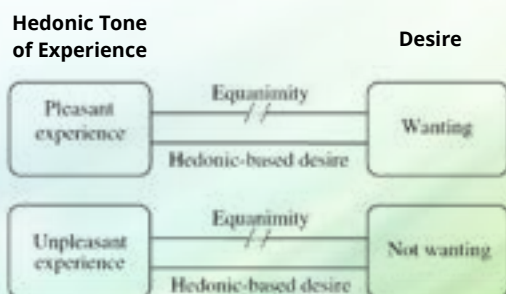 Hedonic Tone
of Experience
Desire
Pleasant
experience
Equanimity
Hedonic-based desire
Wanting
Unpleasant
experience
Equanimity
Hedonic-based desire
Not wanting